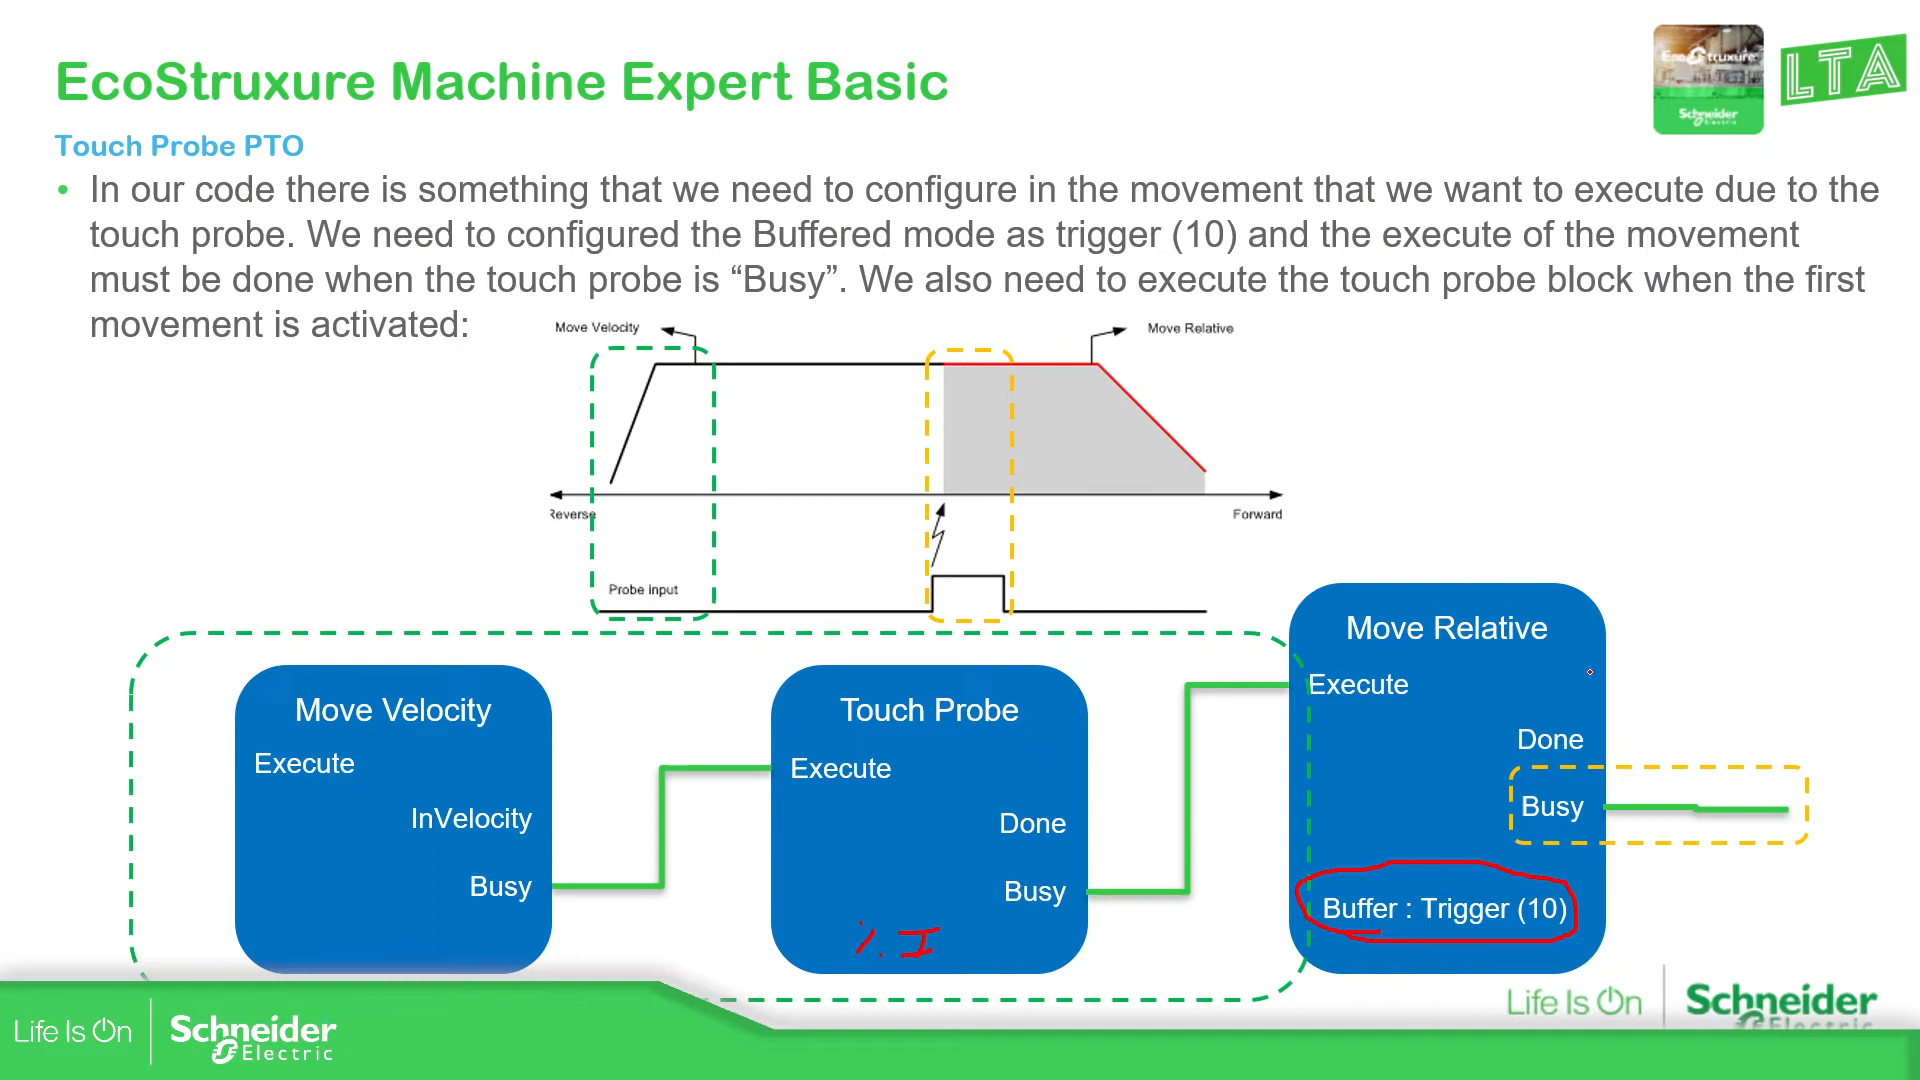 EcoStruxure Machine Expert Basic
EcoStruxure
Schneider
Electric
LTA
Touch Probe PTO
• In our code there is something that we need to configure in the movement that we want to execute due to the
touch probe. We need to configured the Buffered mode as trigger (10) and the execute of the movement
must be done when the touch probe is “Busy”. We also need to execute the touch probe block when the first
movement is activated:
Move Velocity
Move Relative
Reverse
Forward
Probe input
Move Velocity
Execute
InVelocity
Busy
Touch Probe
Execute
Done
Busy
%I
Move Relative
Execute
Done
Busy
Buffer : Trigger (10)
Life Is On
Schneider
Electric
Life Is On
Schneider
Electric